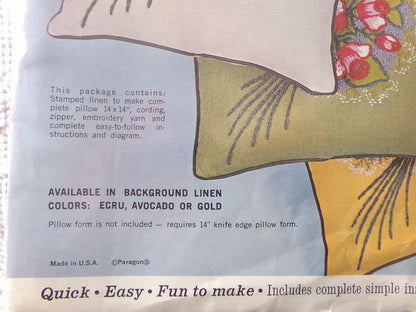 This package contains:
Stamped linen to make com-
plete pillow 14 x 14", cording,
zipper, embroidery yarn and
complete easy-to-follow in-
structions and diagram.
AVAILABLE IN BACKGROUND LINEN
COLORS: ECRU, AVOCADO OR GOLD
Pillow form is not included — requires 14" knife edge pillow form.
Made in U.S.A. ©Paragon®
Quick • Easy • Fun to make • Includes complete simple ins